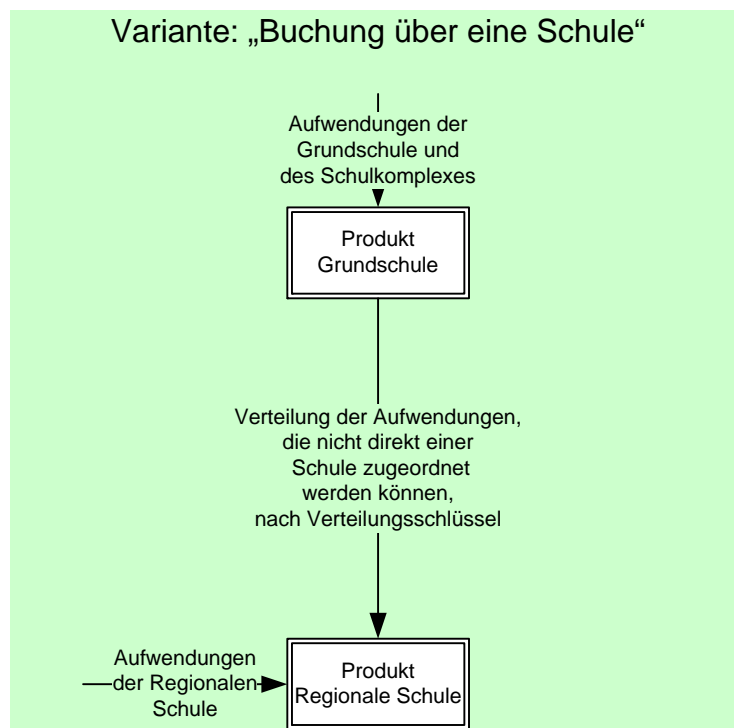 Variante: „Buchung über eine Schule“
Aufwendungen der
Grundschule und
des Schulkomplexes
Produkt
Grundschule
Verteilung der Aufwendungen,
die nicht direkt einer
Schule zugeordnet
werden können,
nach Verteilungsschlüssel
Aufwendungen
der Regionalen
Schule
Produkt
Regionale Schule